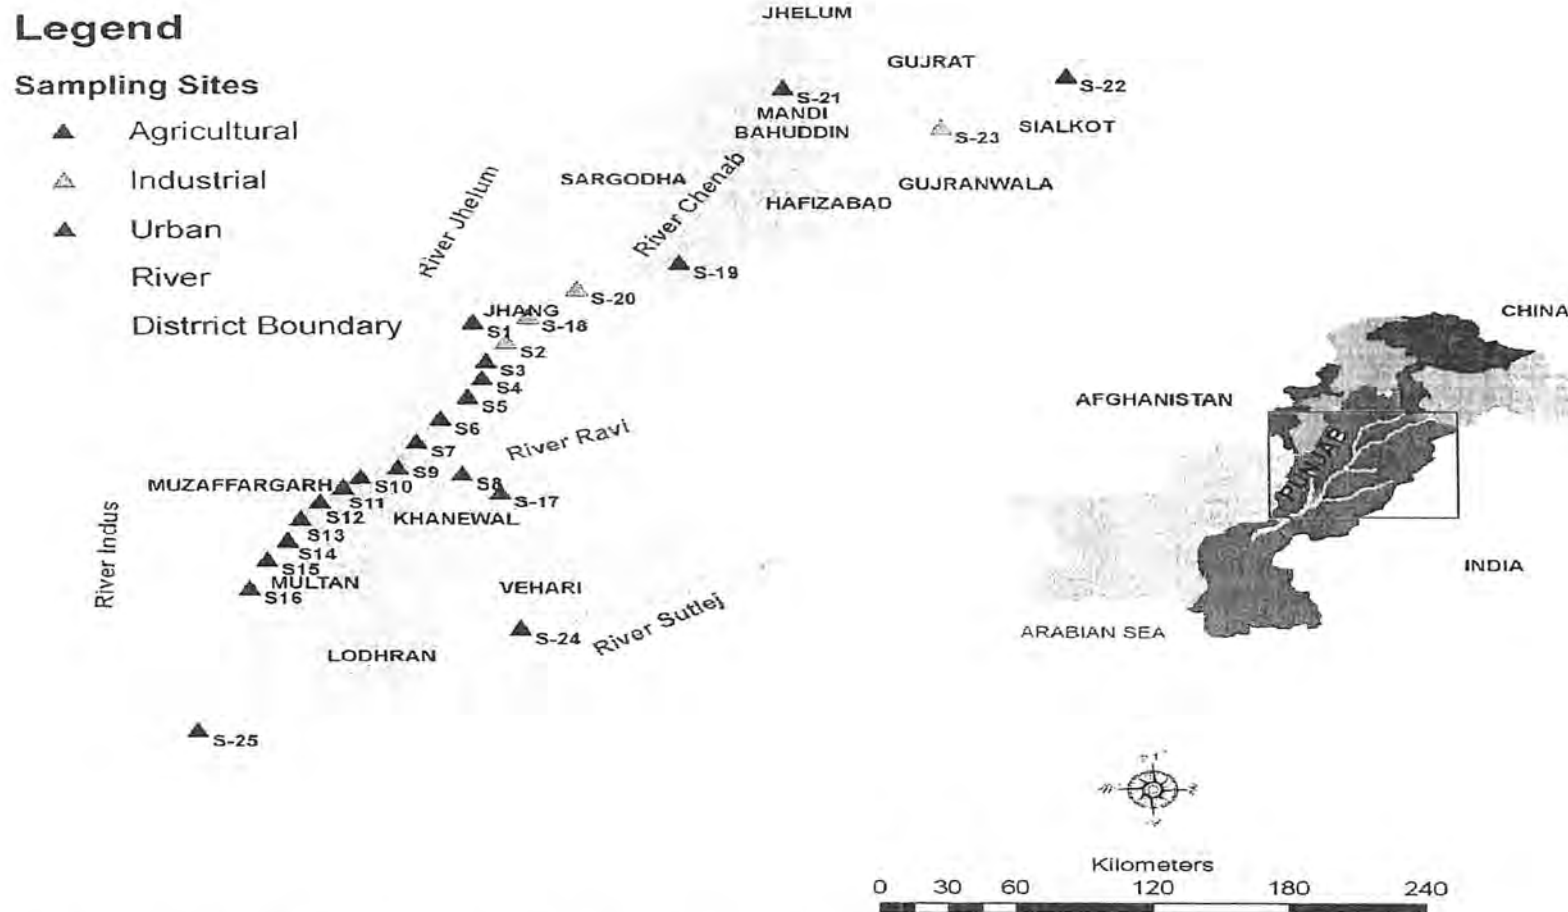 Legend
Sampling Sites
Agricultural
Industrial
Urban
River
Distrrict Boundary
JHELUM
GUJRAT
S-22
S-21
MANDI
BAHUDDIN
S-23
SIALKOT
SARGODHA
GUJRANWALA
HAFIZABAD
River Jhelum
River Chenab
S-19
S-20
JHANG
S1
S-18
S2
S3
S4
S5
S6
S7
River Ravi
S9
S8
S10
S-17
MUZAFFARGARH
S11
S12
KHANEWAL
S13
S14
S15
MULTAN
S16
River Indus
VEHARI
S-24
River Sutlej
LODHRAN
S-25
CHINA
AFGHANISTAN
PUNJAB
INDIA
ARABIAN SEA
Kilometers
0 30 60 120 180 240